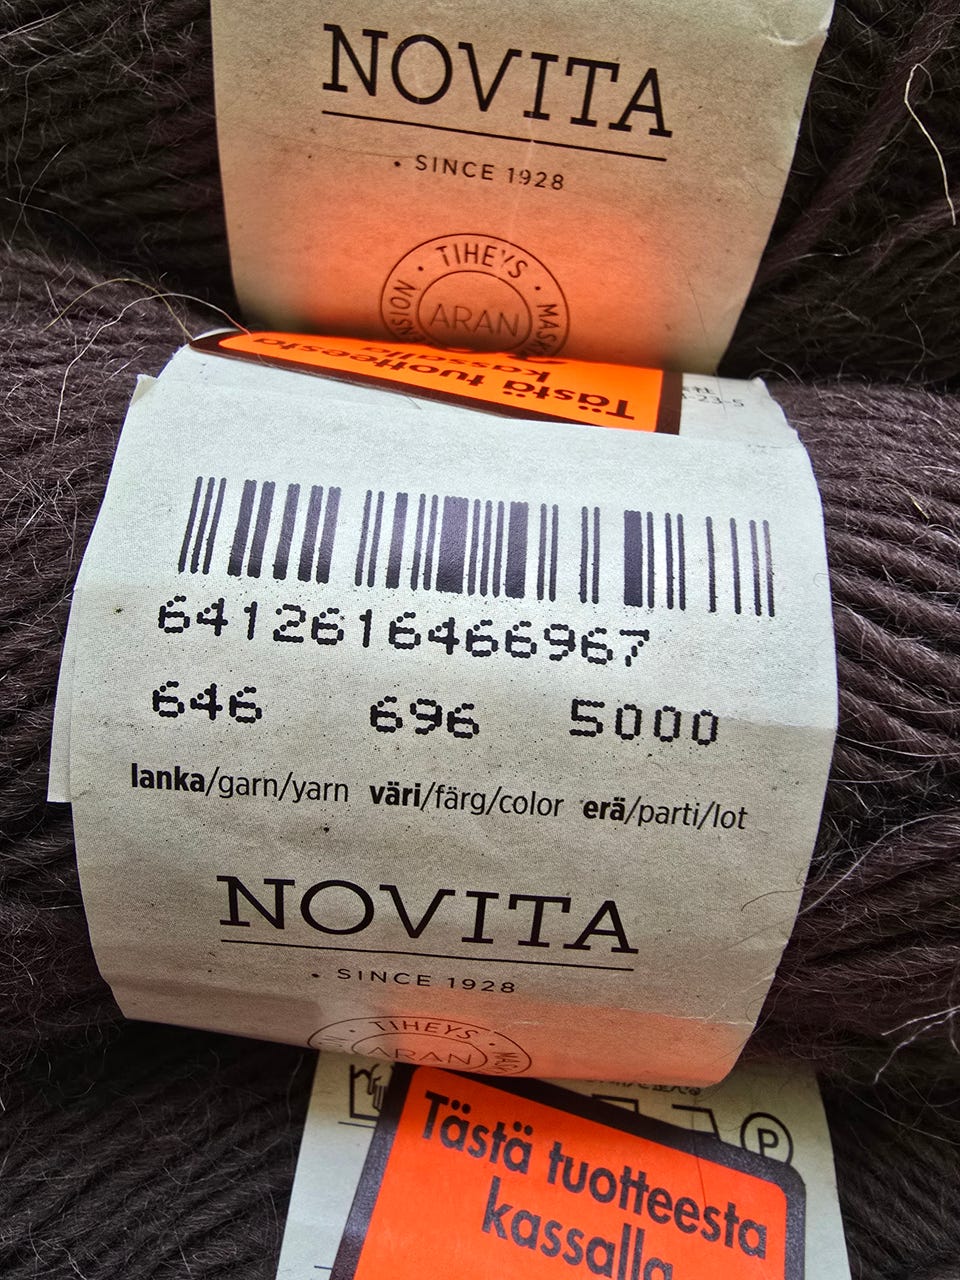 NOVITA
· SINCE 1928
· TIHEYS ·
ARAN
Tästä tuotteesta
kassalla
6412616466967
646 696 5000
lanka/garn/yarn väri/färg/color erä/parti/lot
NOVITA
· SINCE 1928
· TIHEYS ·
ARAN
P
Tästä tuotteesta
kassalla